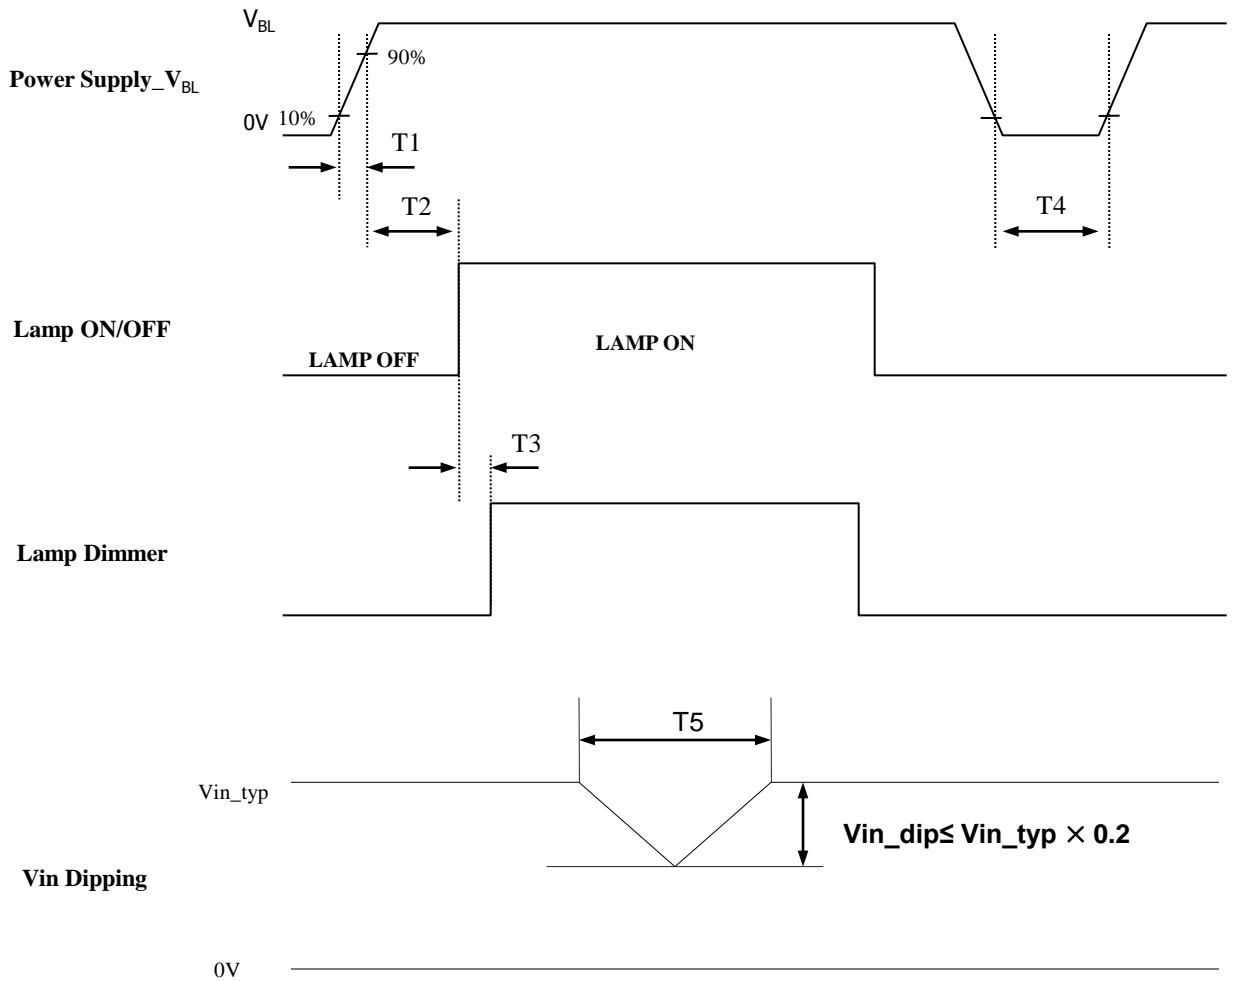 V_BL
90%
Power Supply_V_BL
0V 10%
T1
T2
T4
Lamp ON/OFF
LAMP OFF
LAMP ON
T3
Lamp Dimmer
T5
Vin_typ
Vin_dip≤ Vin_typ × 0.2
Vin Dipping
0V